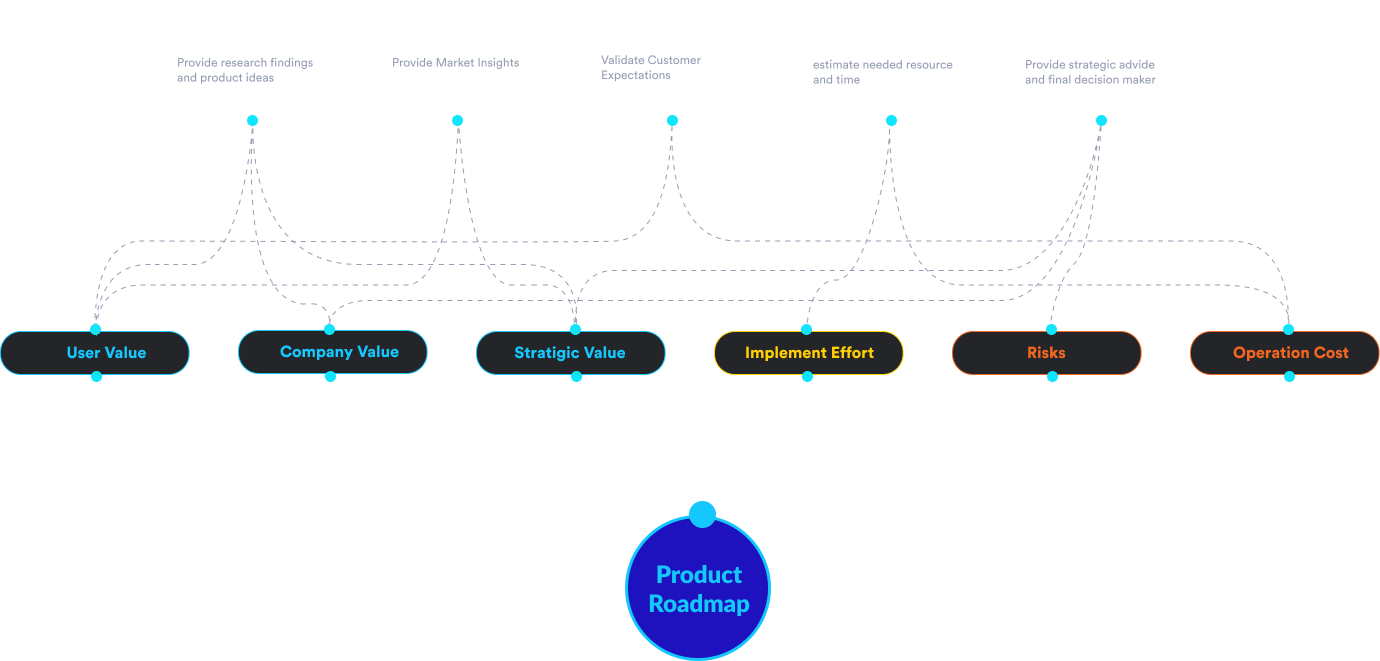 Provide research findings
and product ideas
Provide Market Insights
Validate Customer
Expectations
estimate needed resource
and time
Provide strategic advide
and final decision maker
User Value
Company Value
Stratigic Value
Implement Effort
Risks
Operation Cost
Product
Roadmap